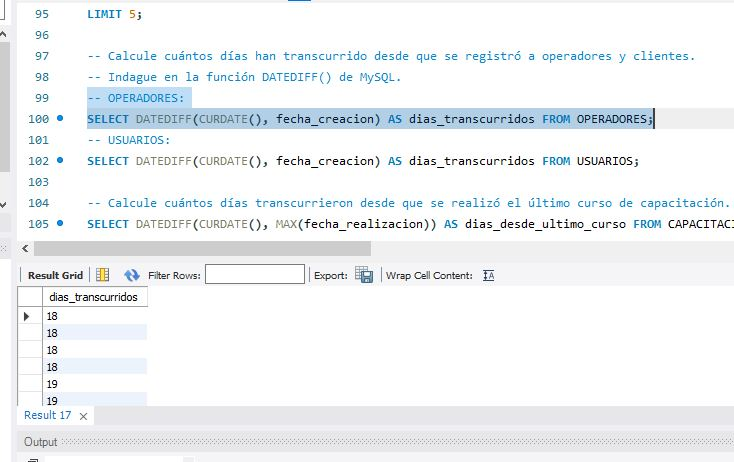 95 LIMIT 5;
96
97 -- Calcule cuántos días han transcurrido desde que se registró a operadores y clientes.
98 -- Indague en la función DATEDIFF() de MySQL.
99 -- OPERADORES:
100 SELECT DATEDIFF(CURDATE(), fecha_creacion) AS dias_transcurridos FROM OPERADORES;
101 -- USUARIOS:
102 SELECT DATEDIFF(CURDATE(), fecha_creacion) AS dias_transcurridos FROM USUARIOS;
103
104 -- Calcule cuántos días transcurrieron desde que se realizó el último curso de capacitación.
105 SELECT DATEDIFF(CURDATE(), MAX(fecha_realizacion)) AS dias_desde_ultimo_curso FROM CAPACITACI
Result Grid Filter Rows: Export: Wrap Cell Content:
dias_transcurridos
18
18
18
18
19
19
Result 17
Output